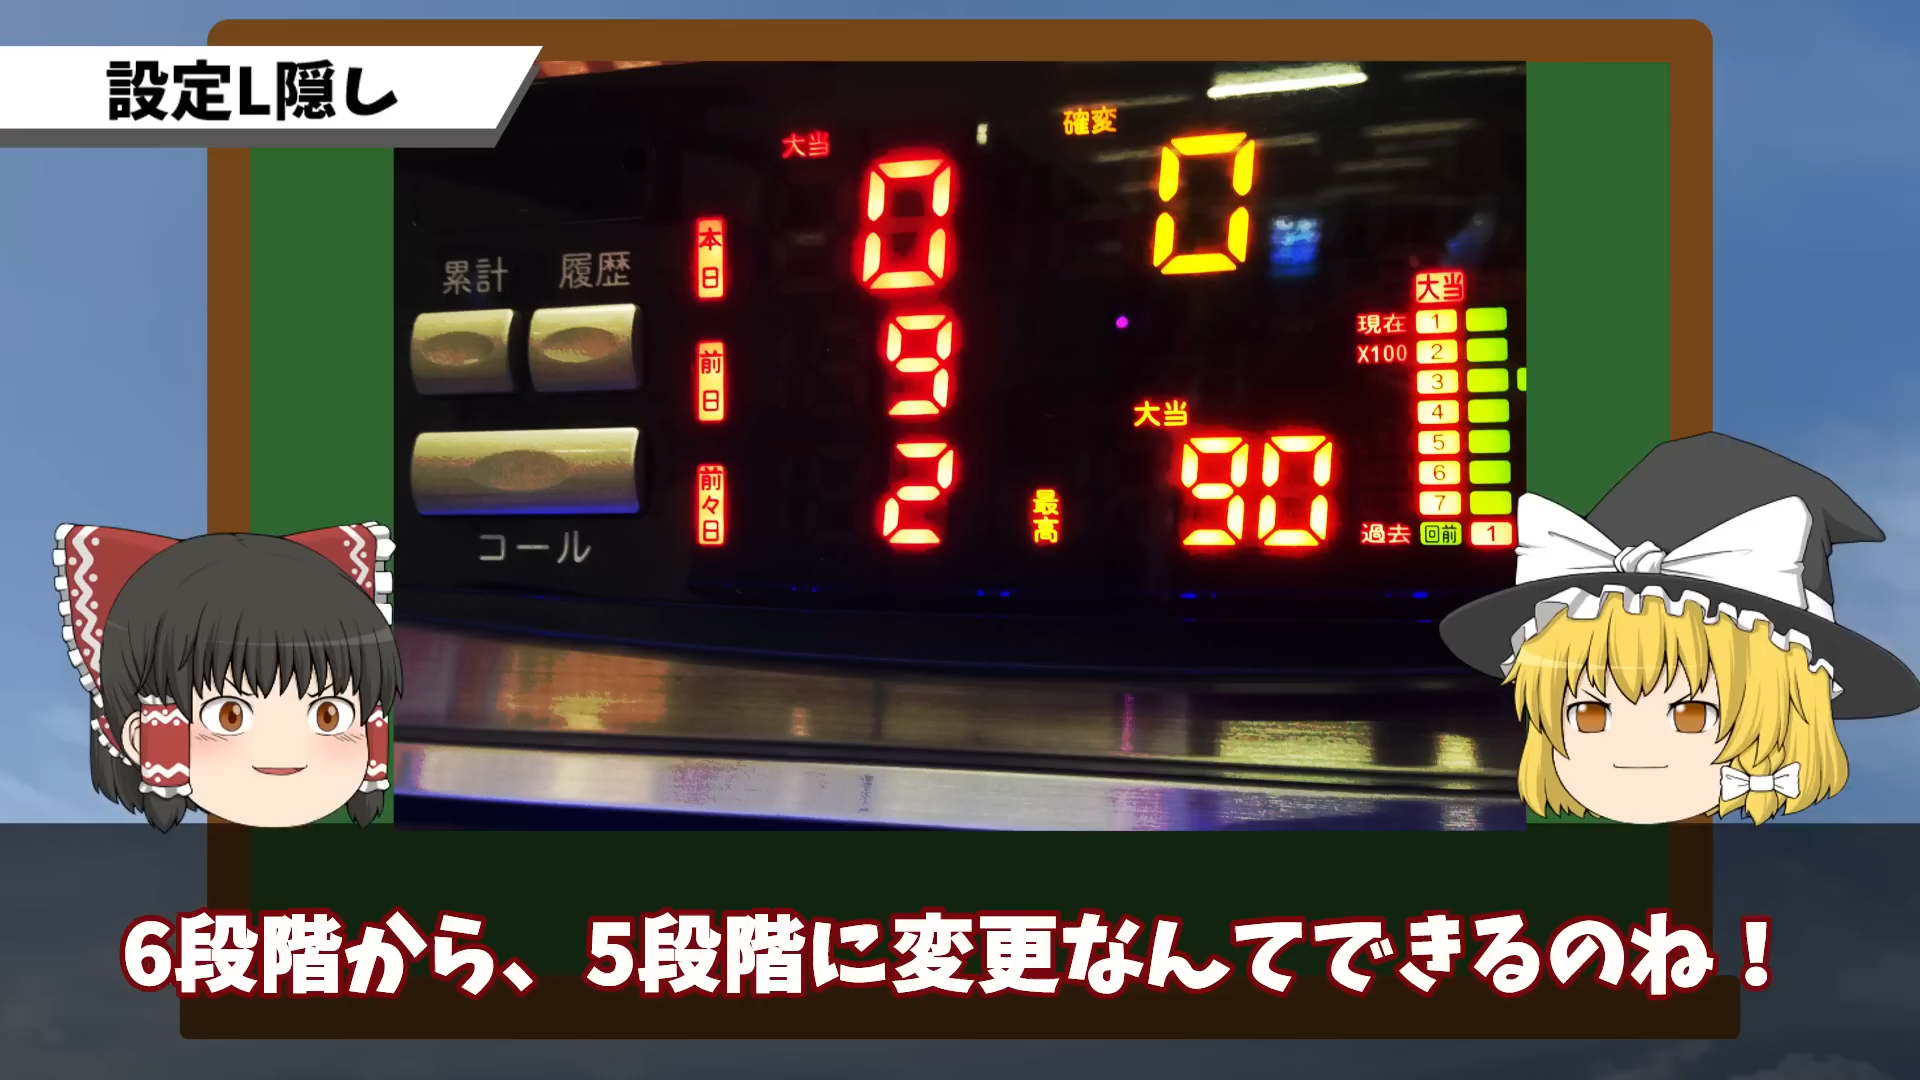 設定L隠し
大当
確変
0
0
本日
累計
履歴
大当
現在
1
前日
9
X100
2
3
大当
4
5
前々日
2
最高
90
6
7
過去
回前
1
コール
6段階から、5段階に変更なんてできるのね！